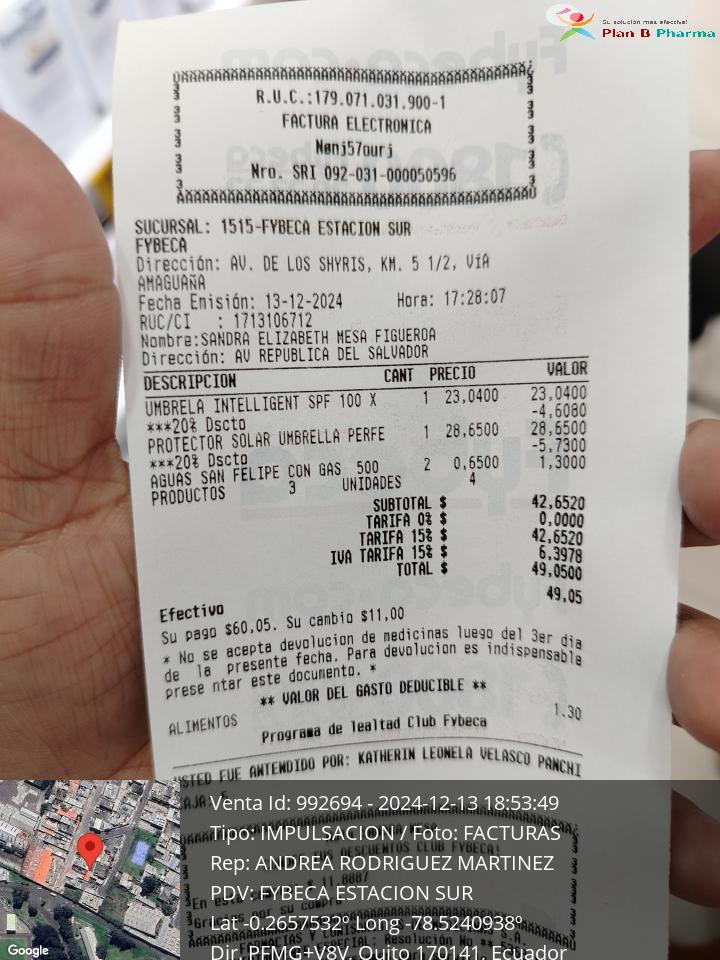 Su solución más efectiva!
Plan B Pharma
R.U.C.:179.071.031.900-1
FACTURA ELECTRONICA
Nønj57ourj
Nro. SRI 092-031-000050596
SUCURSAL: 1515-FYBECA ESTACION SUR
FYBECA
Dirección: AV. DE LOS SHYRIS, KM. 5 1/2, VíA
AMAGUAñA
Fecha Emisión: 13-12-2024 Hora: 17:28:07
RUC/CI : 1713106712
Nombre:SANDRA ELIZABETH MESA FIGUEROA
Dirección: AV REPUBLICA DEL SALVADOR
DESCRIPCION CANT PRECIO VALOR
UMBRELA INTELLIGENT SPF 100 X 1 23,0400 23,0400
***20% Dscto -4,6080
PROTECTOR SOLAR UMBRELLA PERFE 1 28,6500 28,6500
***20% Dscto -5,7300
AGUAS SAN FELIPE CON GAS 500 2 0,6500 1,3000
PRODUCTOS 3 UNIDADES 4
SUBTOTAL $ 42,6520
TARIFA 0% $ 0,0000
TARIFA 15% $ 42,6520
IVA TARIFA 15% $ 6,3978
TOTAL $ 49,0500
Efectivo 49,05
Su pago $60,05. Su cambio $11,00
* No se acepta devolucion de medicinas luego del 3er dia
de la presente fecha. Para devolucion es indispensable
prese ntar este documento. *
** VALOR DEL GASTO DEDUCIBLE **
ALIMENTOS 1.30
Programa de lealtad Club Fybeca
USTED FUE ANTENDIDO POR: KATHERIN LEONELA VELASCO PANCHI
Venta Id: 992694 - 2024-12-13 18:53:49
Tipo: IMPULSACION / Foto: FACTURAS
Rep: ANDREA RODRIGUEZ MARTINEZ
PDV: FYBECA ESTACION SUR
Lat -0.2657532° Long -78.5240938°
Dir. PFMG+V8V, Quito 170141, Ecuador
Google